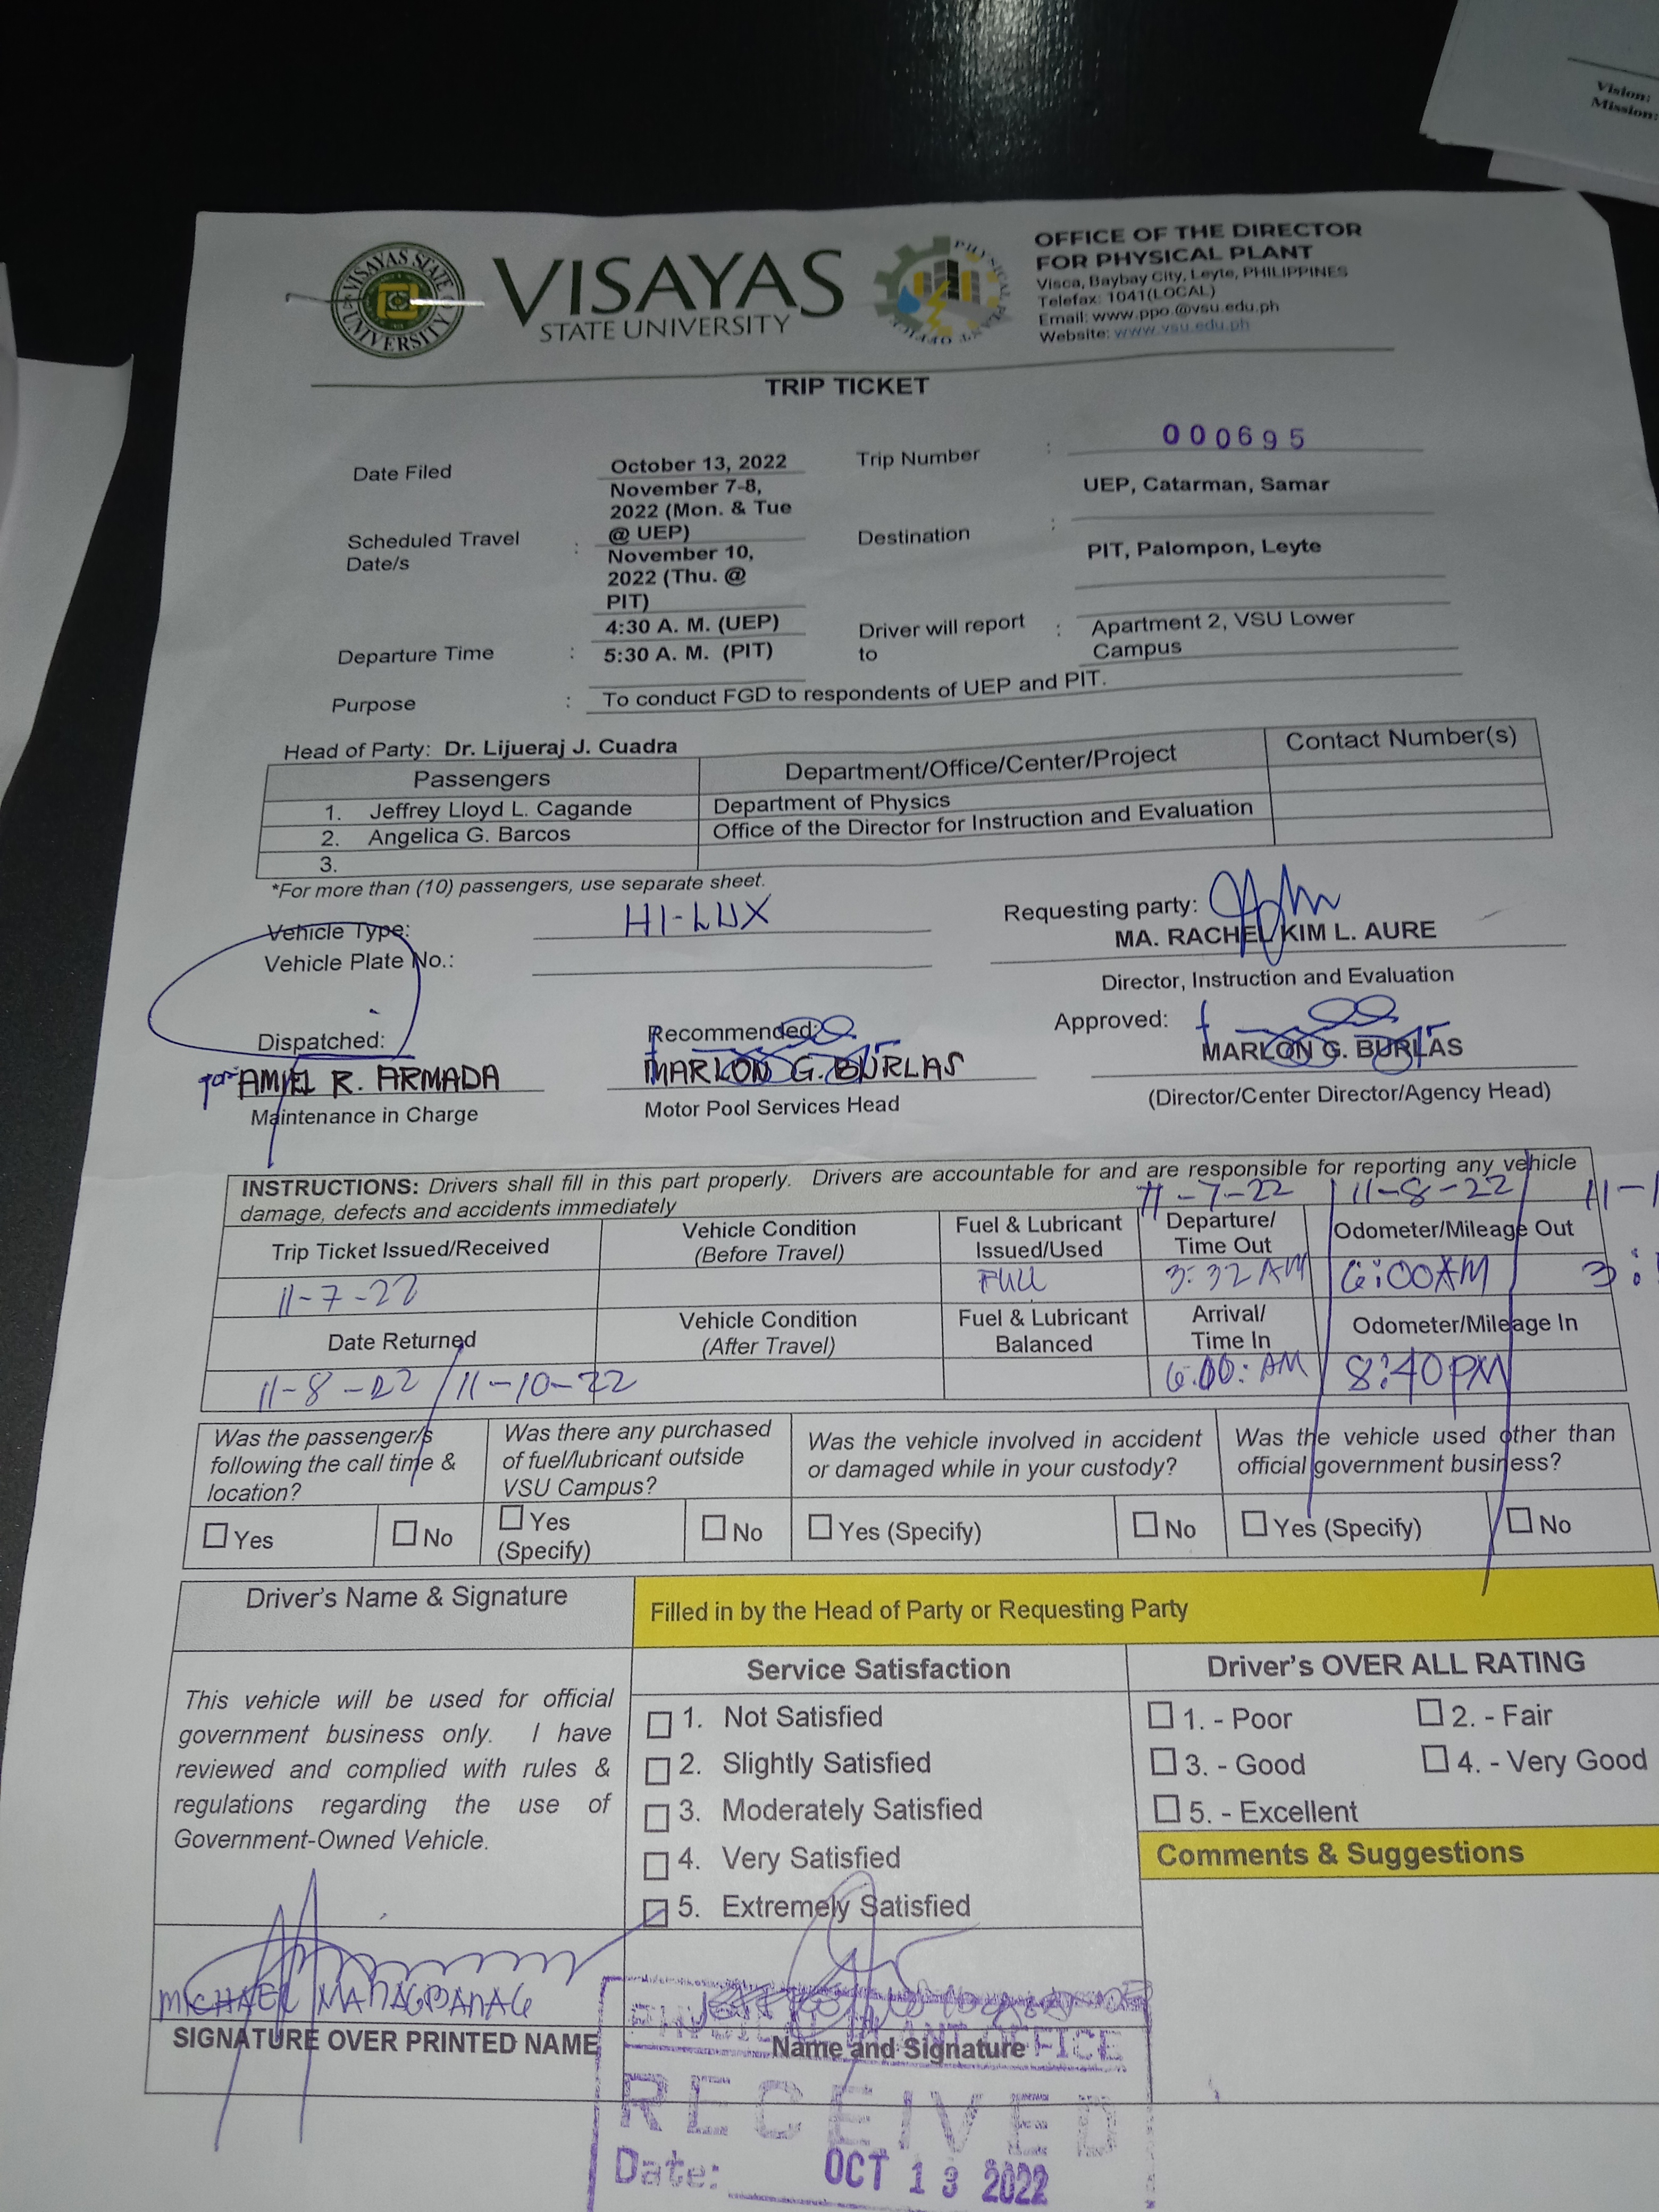 Vision:
Mission:
VISAYAS STATE UNIVERSITY
VISAYAS
STATE UNIVERSITY
PHYSICAL PLANT OFFICE
OFFICE OF THE DIRECTOR
FOR PHYSICAL PLANT
Visca, Baybay City, Leyte, PHILIPPINES
Telefax: 1041(LOCAL)
Email: www.ppo.@vsu.edu.ph
Website: www.vsu.edu.ph
TRIP TICKET
Date Filed October 13, 2022 Trip Number : 000695
Scheduled Travel Date/s : November 7-8,
2022 (Mon. & Tue
@ UEP)
November 10,
2022 (Thu. @
PIT)
Destination : UEP, Catarman, Samar
PIT, Palompon, Leyte
Departure Time : 4:30 A. M. (UEP)
5:30 A. M. (PIT)
Driver will report to : Apartment 2, VSU Lower
Campus
Purpose : To conduct FGD to respondents of UEP and PIT.
Head of Party: Dr. Lijueraj J. Cuadra
Passengers Department/Office/Center/Project Contact Number(s)
1. Jeffrey Lloyd L. Cagande Department of Physics
2. Angelica G. Barcos Office of the Director for Instruction and Evaluation
3.
*For more than (10) passengers, use separate sheet.
Vehicle Type: HI-LUX
Vehicle Plate No.:
Requesting party:
MA. RACHEL KIM L. AURE
Director, Instruction and Evaluation
Dispatched: Recommended: Approved:
for AMIEL R. ARMADA MARLON G. BURLAS MARLON G. BURLAS
Maintenance in Charge Motor Pool Services Head (Director/Center Director/Agency Head)
INSTRUCTIONS: Drivers shall fill in this part properly. Drivers are accountable for and are responsible for reporting any vehicle
damage, defects and accidents immediately
11-7-22 11-8-22 11-1
Trip Ticket Issued/Received Vehicle Condition (Before Travel) Fuel & Lubricant Issued/Used Departure/ Time Out Odometer/Mileage Out
11-7-22 FULL 3:32 AM 6:00AM 3:
Date Returned Vehicle Condition (After Travel) Fuel & Lubricant Balanced Arrival/ Time In Odometer/Mileage In
11-8-22 / 11-10-22 6:00: AM 8:40PM
Was the passenger/s
following the call time &
location?
Was there any purchased
of fuel/lubricant outside
VSU Campus?
Was the vehicle involved in accident
or damaged while in your custody?
Was the vehicle used other than
official government business?
Yes No Yes (Specify) No Yes (Specify) No Yes (Specify) No
Driver's Name & Signature
Filled in by the Head of Party or Requesting Party
This vehicle will be used for official
government business only. I have
reviewed and complied with rules &
regulations regarding the use of
Government-Owned Vehicle.
Service Satisfaction
1. Not Satisfied
2. Slightly Satisfied
3. Moderately Satisfied
4. Very Satisfied
5. Extremely Satisfied
Driver's OVER ALL RATING
1. - Poor 2. - Fair
3. - Good 4. - Very Good
5. - Excellent
Comments & Suggestions
MICHAEL MANAGBANAG
SIGNATURE OVER PRINTED NAME
Name and Signature
PHYSICAL PLANT OFFICE
RECEIVED
Date: OCT 13 2022